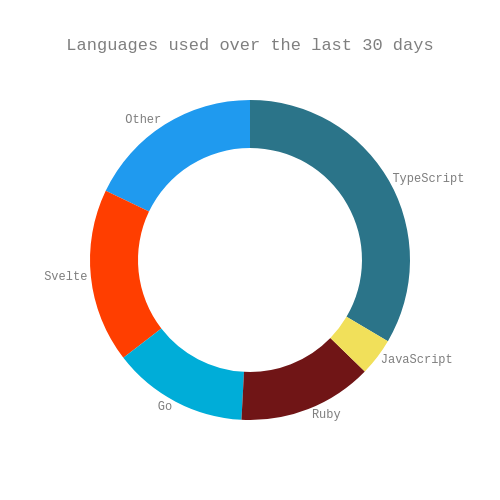 Languages used over the last 30 days
Other
TypeScript
Svelte
JavaScript
Go
Ruby